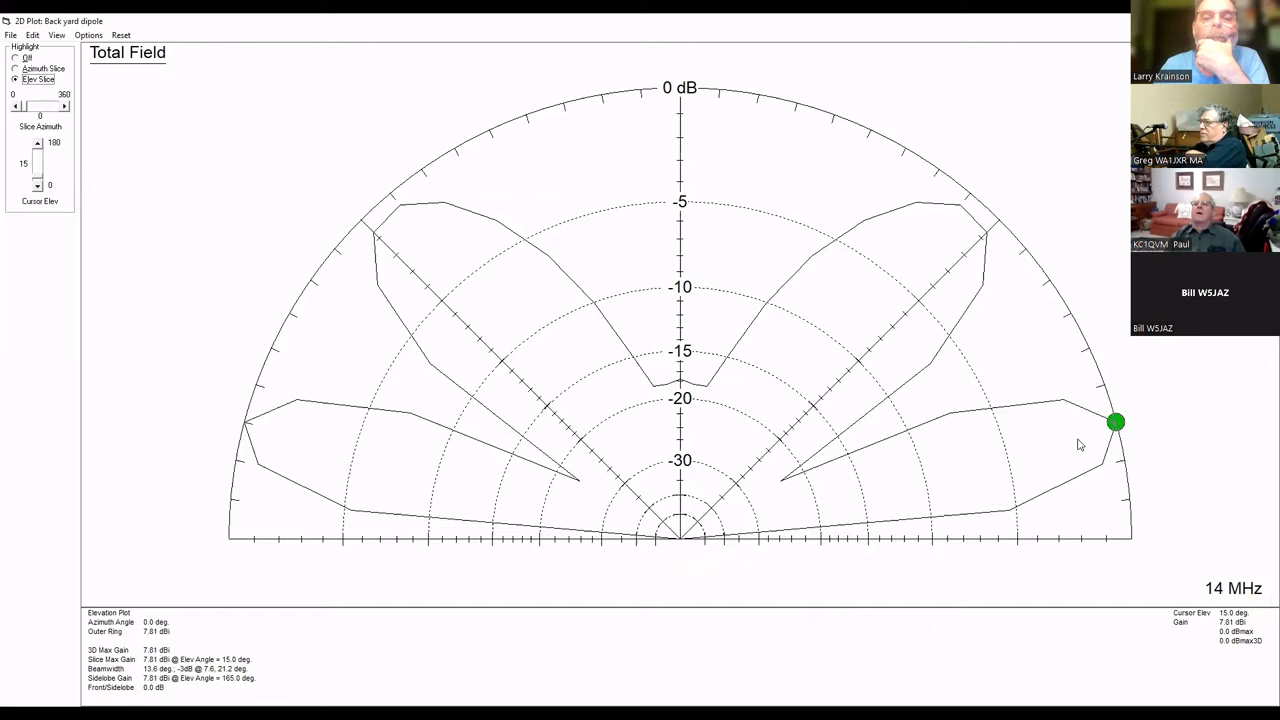 2D Plot: Back yard dipole
File Edit View Options Reset
Highlight
Off
Azimuth Slice
Elev Slice
0 360
0
Slice Azimuth
180
15
0
Cursor Elev
Total Field
0 dB
-5
-10
-15
-20
-30
14 MHz
Elevation Plot
Azimuth Angle 0.0 deg.
Outer Ring 7.81 dBi
3D Max Gain 7.81 dBi
Slice Max Gain 7.81 dBi @ Elev Angle = 15.0 deg.
Beamwidth 13.6 deg.; -3dB @ 7.6, 21.2 deg.
Sidelobe Gain 7.81 dBi @ Elev Angle = 165.0 deg.
Front/Sidelobe 0.0 dB
Cursor Elev 15.0 deg.
Gain 7.81 dBi
0.0 dBmax
0.0 dBmax3D
Larry Krainson
Greg WA1JXR MA
KC1QVM Paul
Bill W5JAZ
Bill W5JAZ